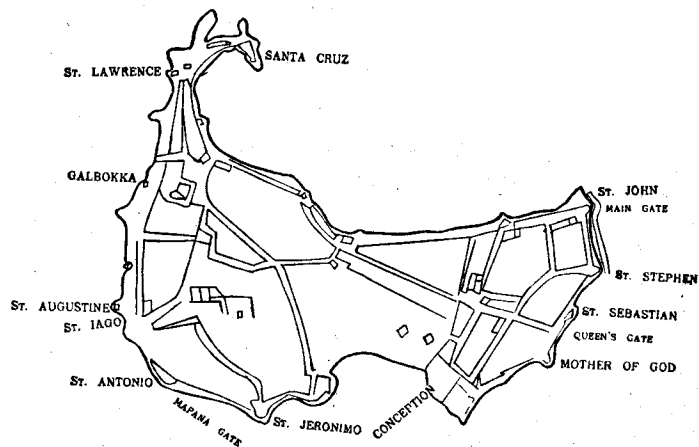 SANTA CRUZ
ST. LAWRENCE
GALBOKKA
ST. JOHN
MAIN GATE
ST. STEPHEN
ST. AUGUSTINE
ST. IAGO
ST. SEBASTIAN
QUEEN'S GATE
MOTHER OF GOD
ST. ANTONIO
MAPANA GATE
ST. JERONIMO
CONCEPTION